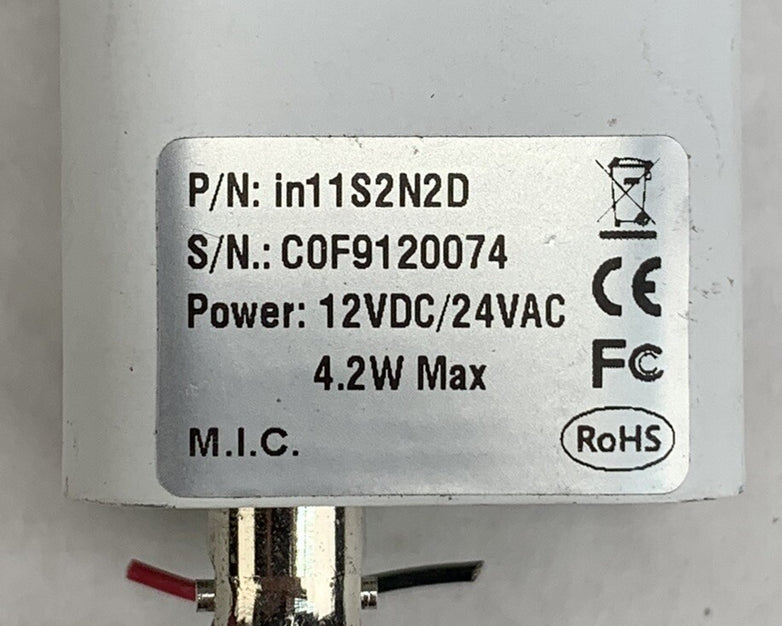 P/N: in11S2N2D
S/N.: C0F9120074
Power: 12VDC/24VAC
4.2W Max
M.I.C.
CE
FC
RoHS